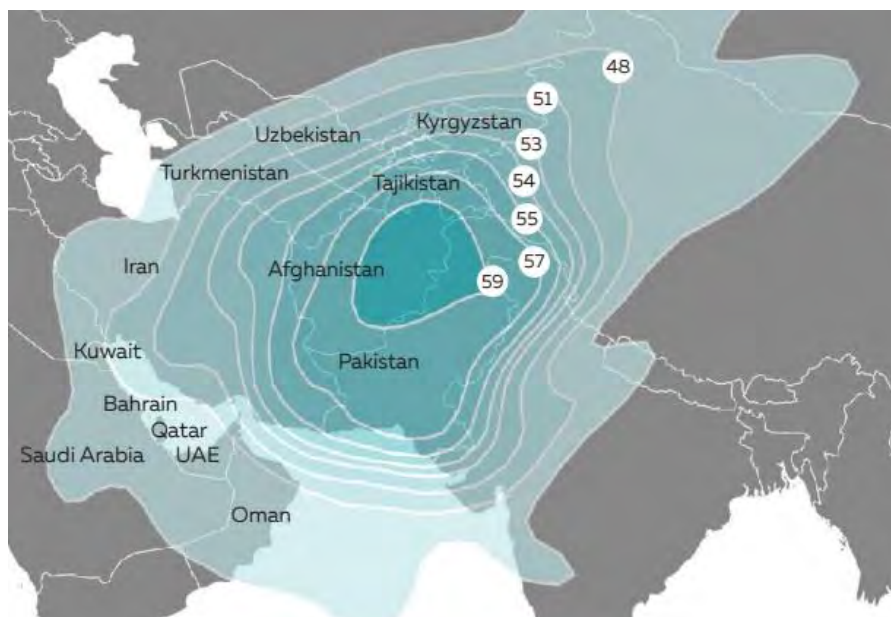 48
51
Uzbekistan
Kyrgyzstan
53
Turkmenistan
Tajikistan
54
55
Iran
Afghanistan
57
59
Kuwait
Pakistan
Bahrain
Qatar
Saudi Arabia
UAE
Oman